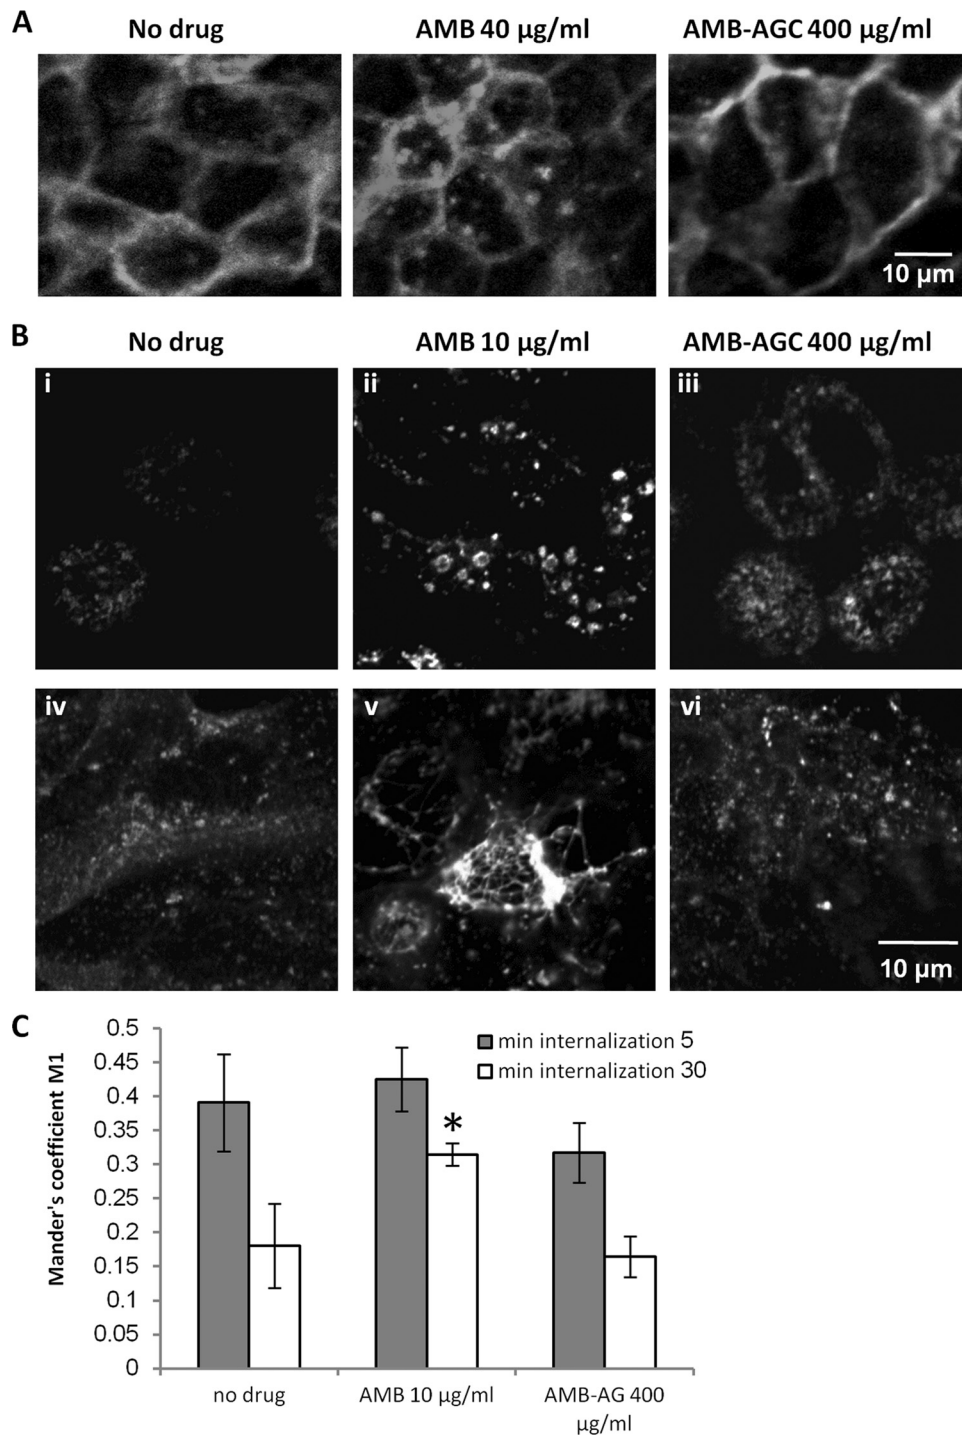 A
No drug
AMB 40 µg/ml
AMB-AGC 400 µg/ml
10 µm
B
No drug
AMB 10 µg/ml
AMB-AGC 400 µg/ml
i
ii
iii
iv
v
vi
10 µm
C
Mander's coefficient M1
0.5
0.45
0.4
0.35
0.3
0.25
0.2
0.15
0.1
0.05
0
min internalization 5
min internalization 30
*
no drug
AMB 10 µg/ml
AMB-AG 400
µg/ml